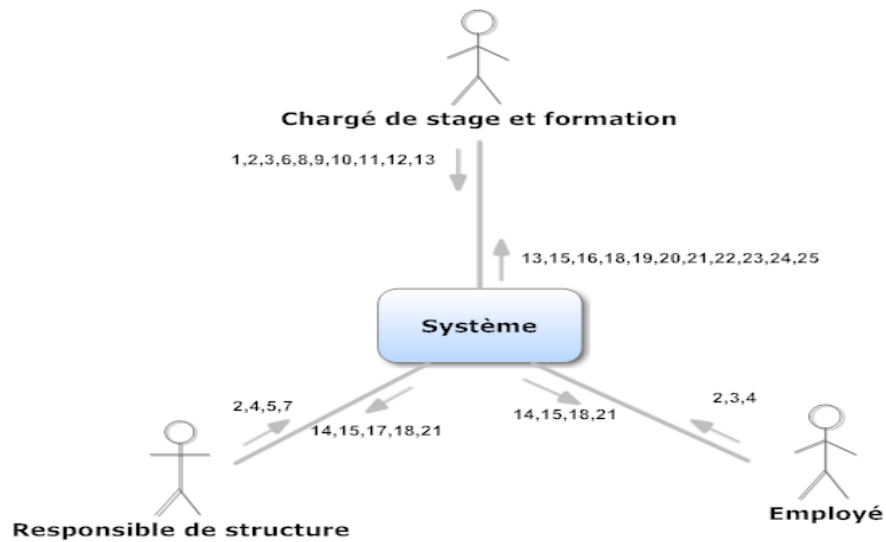 Chargé de stage et formation
1,2,3,6,8,9,10,11,12,13
13,15,16,18,19,20,21,22,23,24,25
Système
2,4,5,7
14,15,17,18,21
14,15,18,21
2,3,4
Responsible de structure
Employé